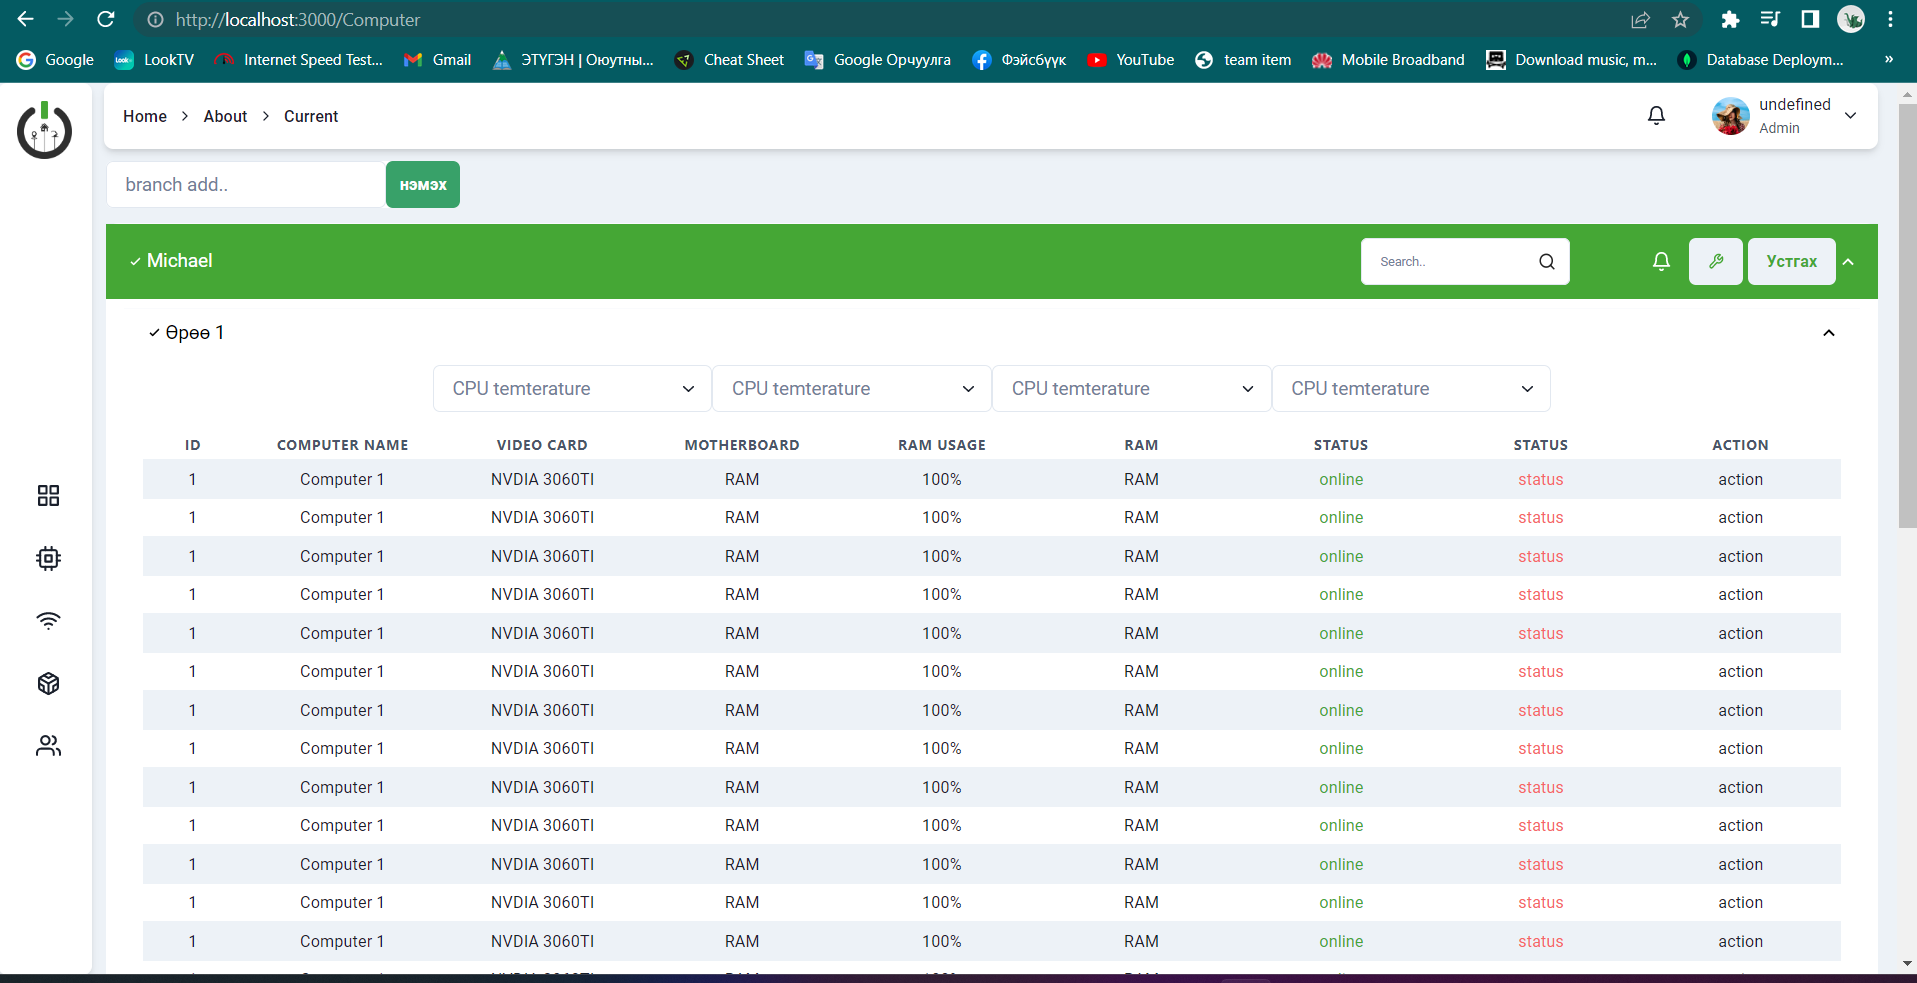 http://localhost:3000/Computer
Google LookTV Internet Speed Test... Gmail ЭТҮГЭН | Оюутны... Cheat Sheet Google Орчуулга Фэйсбүүк YouTube team item Mobile Broadband Download music, m... Database Deploym... »
Home > About > Current
undefined
Admin
branch add.. нэмэх
Michael Search.. Устгах
Өрөө 1
CPU temterature CPU temterature CPU temterature CPU temterature
ID COMPUTER NAME VIDEO CARD MOTHERBOARD RAM USAGE RAM STATUS STATUS ACTION
1 Computer 1 NVDIA 3060TI RAM 100% RAM online status action
1 Computer 1 NVDIA 3060TI RAM 100% RAM online status action
1 Computer 1 NVDIA 3060TI RAM 100% RAM online status action
1 Computer 1 NVDIA 3060TI RAM 100% RAM online status action
1 Computer 1 NVDIA 3060TI RAM 100% RAM online status action
1 Computer 1 NVDIA 3060TI RAM 100% RAM online status action
1 Computer 1 NVDIA 3060TI RAM 100% RAM online status action
1 Computer 1 NVDIA 3060TI RAM 100% RAM online status action
1 Computer 1 NVDIA 3060TI RAM 100% RAM online status action
1 Computer 1 NVDIA 3060TI RAM 100% RAM online status action
1 Computer 1 NVDIA 3060TI RAM 100% RAM online status action
1 Computer 1 NVDIA 3060TI RAM 100% RAM online status action
1 Computer 1 NVDIA 3060TI RAM 100% RAM online status action